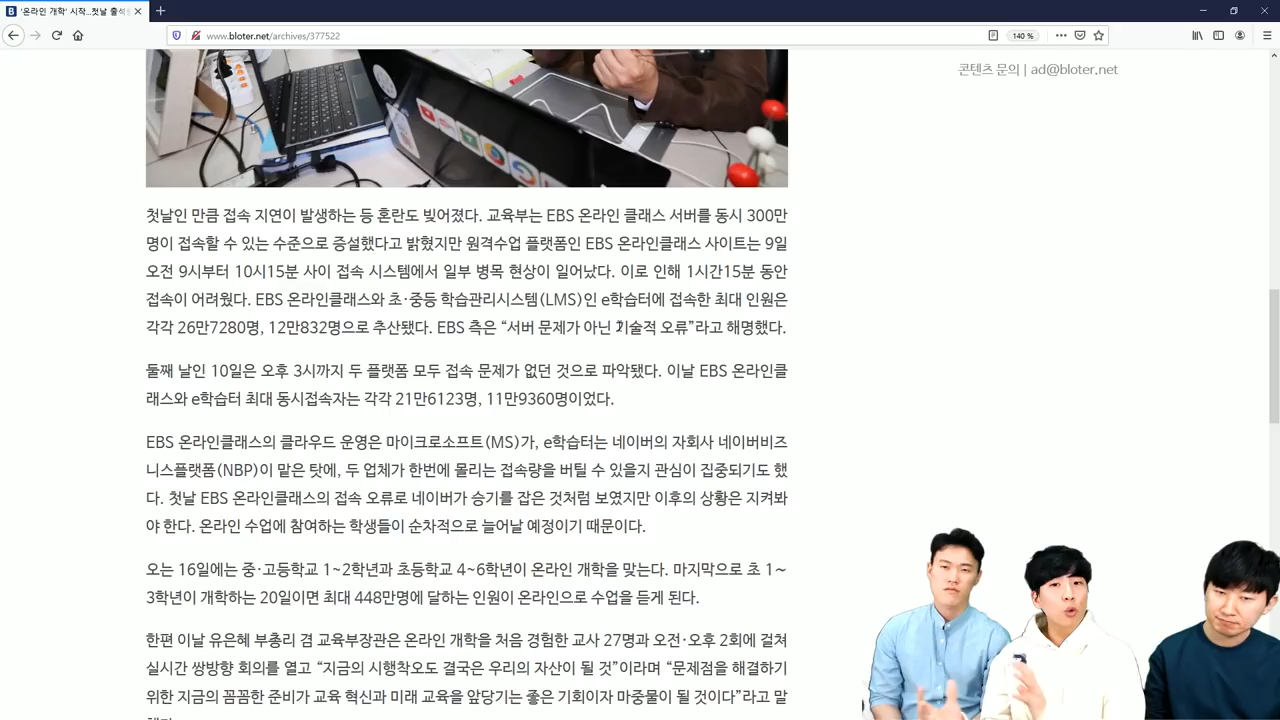 '온라인 개학' 시작...첫날 출석
www.bloter.net/archives/377522
140 %
콘텐츠 문의 | ad@bloter.net
첫날인 만큼 접속 지연이 발생하는 등 혼란도 빚어졌다. 교육부는 EBS 온라인 클래스 서버를 동시 300만
명이 접속할 수 있는 수준으로 증설했다고 밝혔지만 원격수업 플랫폼인 EBS 온라인클래스 사이트는 9일
오전 9시부터 10시15분 사이 접속 시스템에서 일부 병목 현상이 일어났다. 이로 인해 1시간15분 동안
접속이 어려웠다. EBS 온라인클래스와 초·중등 학습관리시스템(LMS)인 e학습터에 접속한 최대 인원은
각각 26만7280명, 12만832명으로 추산됐다. EBS 측은 “서버 문제가 아닌 기술적 오류”라고 해명했다.
둘째 날인 10일은 오후 3시까지 두 플랫폼 모두 접속 문제가 없던 것으로 파악됐다. 이날 EBS 온라인클
래스와 e학습터 최대 동시접속자는 각각 21만6123명, 11만9360명이었다.
EBS 온라인클래스의 클라우드 운영은 마이크로소프트(MS)가, e학습터는 네이버의 자회사 네이버비즈
니스플랫폼(NBP)이 맡은 탓에, 두 업체가 한번에 몰리는 접속량을 버틸 수 있을지 관심이 집중되기도 했
다. 첫날 EBS 온라인클래스의 접속 오류로 네이버가 승기를 잡은 것처럼 보였지만 이후의 상황은 지켜봐
야 한다. 온라인 수업에 참여하는 학생들이 순차적으로 늘어날 예정이기 때문이다.
오는 16일에는 중·고등학교 1~2학년과 초등학교 4~6학년이 온라인 개학을 맞는다. 마지막으로 초 1~
3학년이 개학하는 20일이면 최대 448만명에 달하는 인원이 온라인으로 수업을 듣게 된다.
한편 이날 유은혜 부총리 겸 교육부장관은 온라인 개학을 처음 경험한 교사 27명과 오전·오후 2회에 걸쳐
실시간 쌍방향 회의를 열고 “지금의 시행착오도 결국은 우리의 자산이 될 것”이라며 “문제점을 해결하기
위한 지금의 꼼꼼한 준비가 교육 혁신과 미래 교육을 앞당기는 좋은 기회이자 마중물이 될 것이다”라고 말